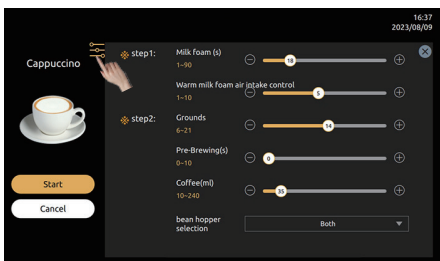 16:37
2023/08/09
Cappuccino
step1:
Milk foam (s)
1~90
18
Warm milk foam air intake control
1~10
5
step2:
Grounds
6~21
14
Pre-Brewing(s)
0~10
0
Coffee(ml)
10~240
35
Start
Cancel
bean hopper
selection
Both